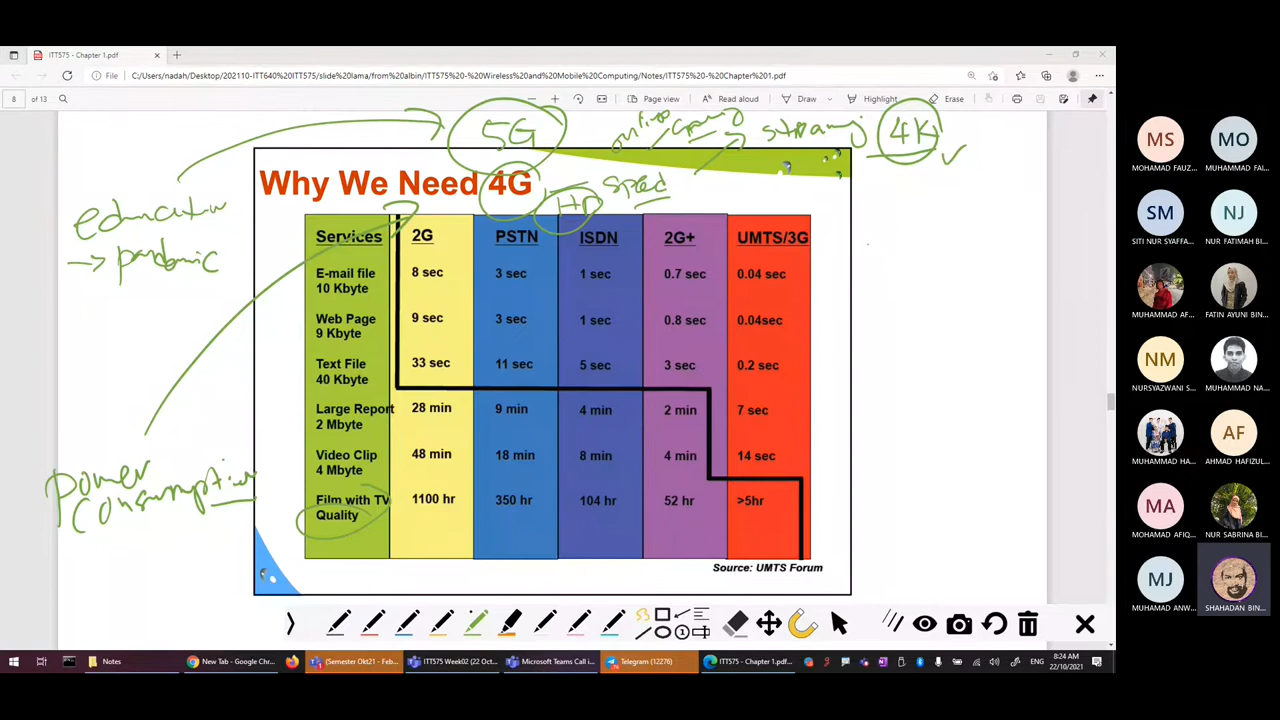 ITT575 - Chapter 1.pdf
File C:/Users/nadah/Desktop/202110-ITT640%20ITT575/slide%20lama/from%20albin/ITT575%20-%20Wireless%20and%20Mobile%20Computing/Notes/ITT575%20-%20Chapter%201.pdf
8 of 13 Page view Read aloud Draw Highlight Erase
5G streaming 4K
Why We Need 4G HD speed
education
→ pandemic
power
consumption
Services 2G PSTN ISDN 2G+ UMTS/3G
E-mail file 8 sec 3 sec 1 sec 0.7 sec 0.04 sec
10 Kbyte
Web Page 9 sec 3 sec 1 sec 0.8 sec 0.04sec
9 Kbyte
Text File 33 sec 11 sec 5 sec 3 sec 0.2 sec
40 Kbyte
Large Report 28 min 9 min 4 min 2 min 7 sec
2 Mbyte
Video Clip 48 min 18 min 8 min 4 min 14 sec
4 Mbyte
Film with TV 1100 hr 350 hr 104 hr 52 hr >5hr
Quality
Source: UMTS Forum
MS MO
MOHAMAD FAUZ... MUHAMMAD FAI...
SM NJ
SITI NUR SYAFFA... NUR FATIMAH BI...
MUHAMMAD AF... FATIN AYUNI BIN...
NM
NURSYAZWANI S... MUHAMMAD NA...
AF
MUHAMMAD HA... AHMAD HAFIZUL...
MA
MOHAMAD AFIQ... NUR SABRINA BI...
MJ
MUHAMAD ANW... SHAHADAN BIN...
Notes New Tab - Google Chr... (Semester Okt21 - Feb... ITT575 Week02 (22 Oct... Microsoft Teams Call i... Telegram (12276) ITT575 - Chapter 1.pdf... ENG 8:24 AM
22/10/2021